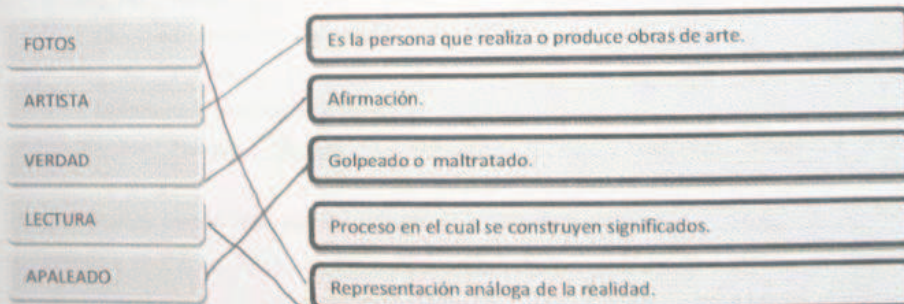 FOTOS
Es la persona que realiza o produce obras de arte.
ARTISTA
Afirmación.
VERDAD
Golpeado o maltratado.
LECTURA
Proceso en el cual se construyen significados.
APALEADO
Representación análoga de la realidad.